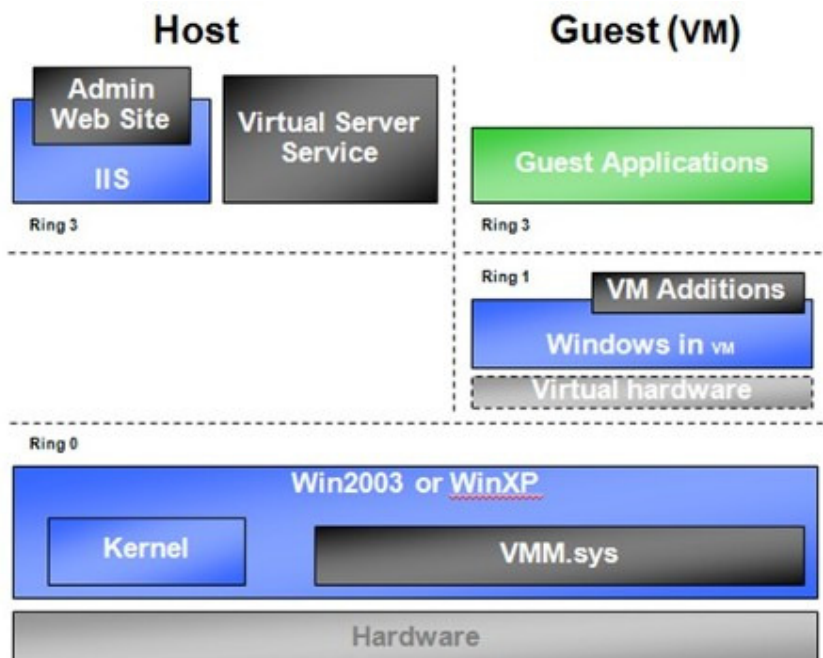 Host
Guest (VM)
Admin
Web Site
IIS
Virtual Server
Service
Guest Applications
Ring 3
Ring 3
Ring 1
VM Additions
Windows in VM
Virtual hardware
Ring 0
Win2003 or WinXP
Kernel
VMM.sys
Hardware